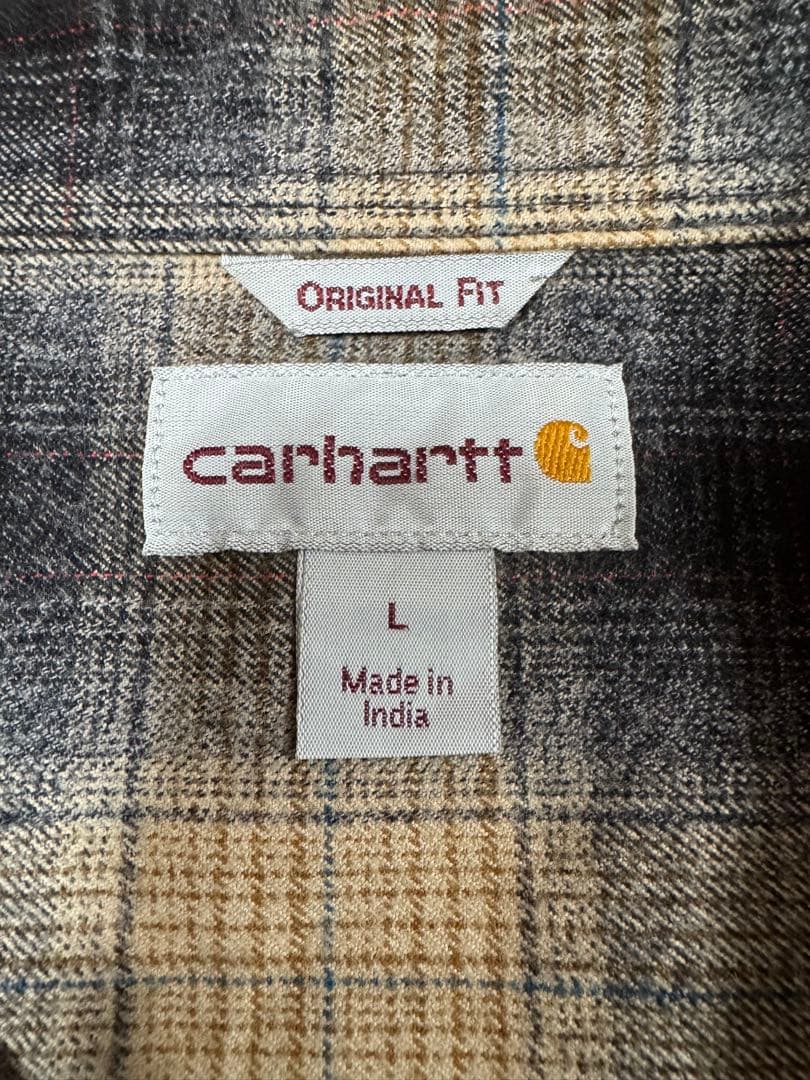 ORIGINAL FIT
carhartt
L
Made in
India